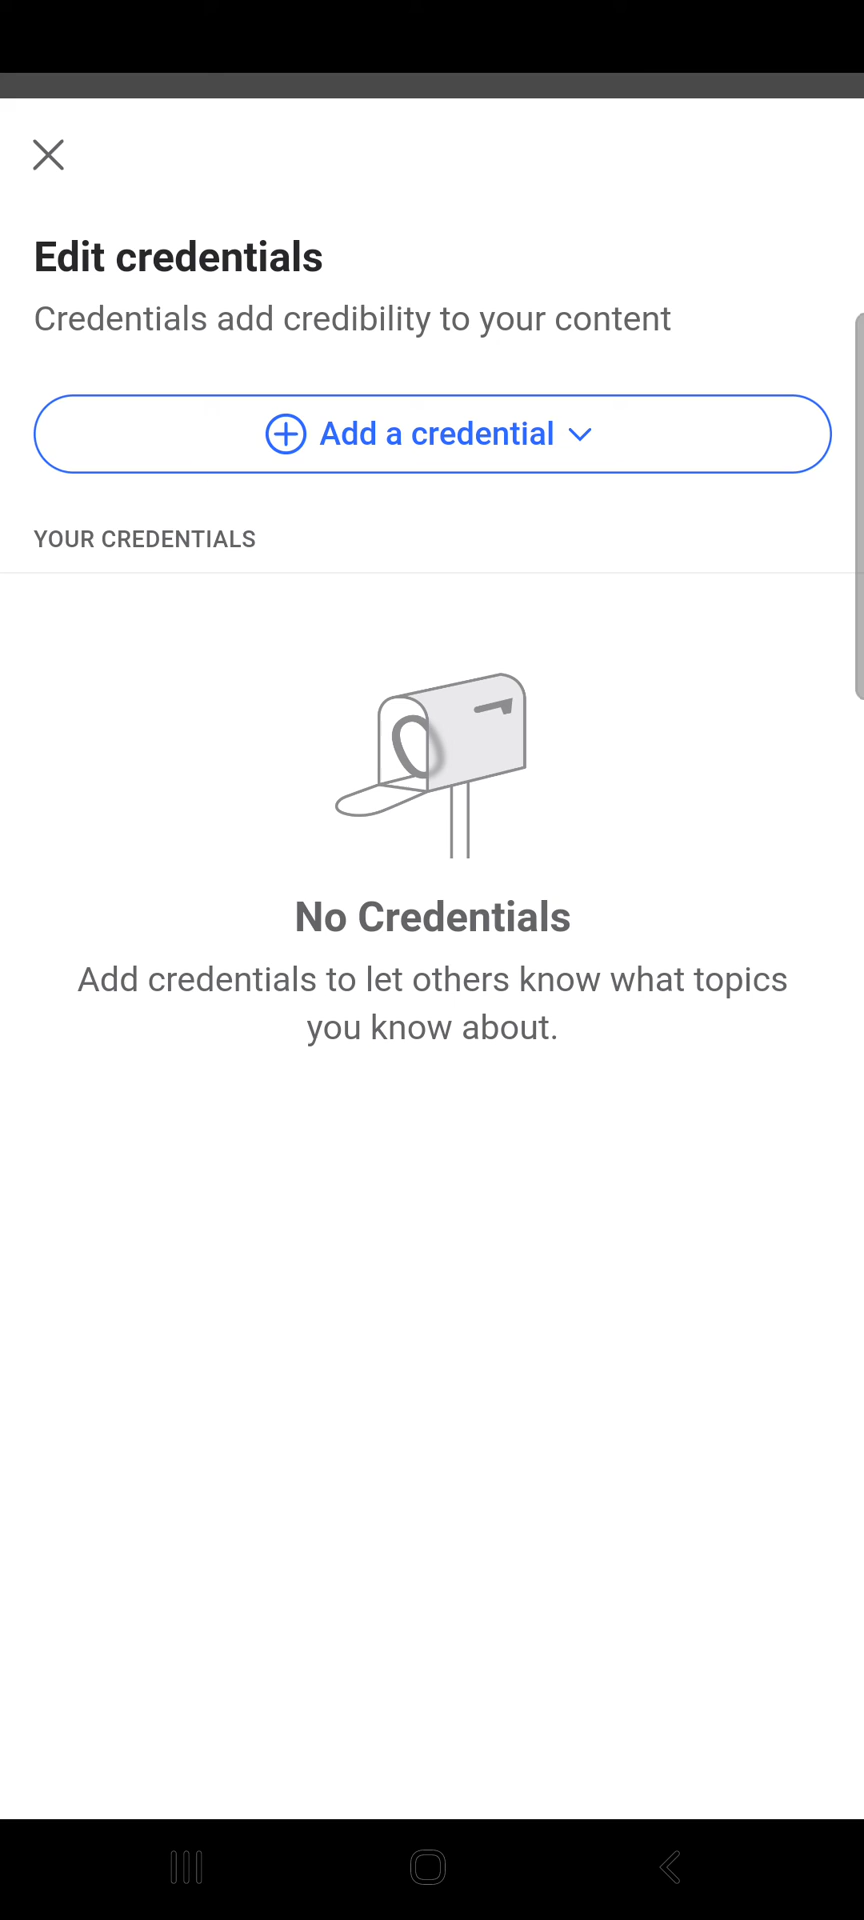 Edit credentials
Credentials add credibility to your content
Add a credential
YOUR CREDENTIALS
No Credentials
Add credentials to let others know what topics
you know about.